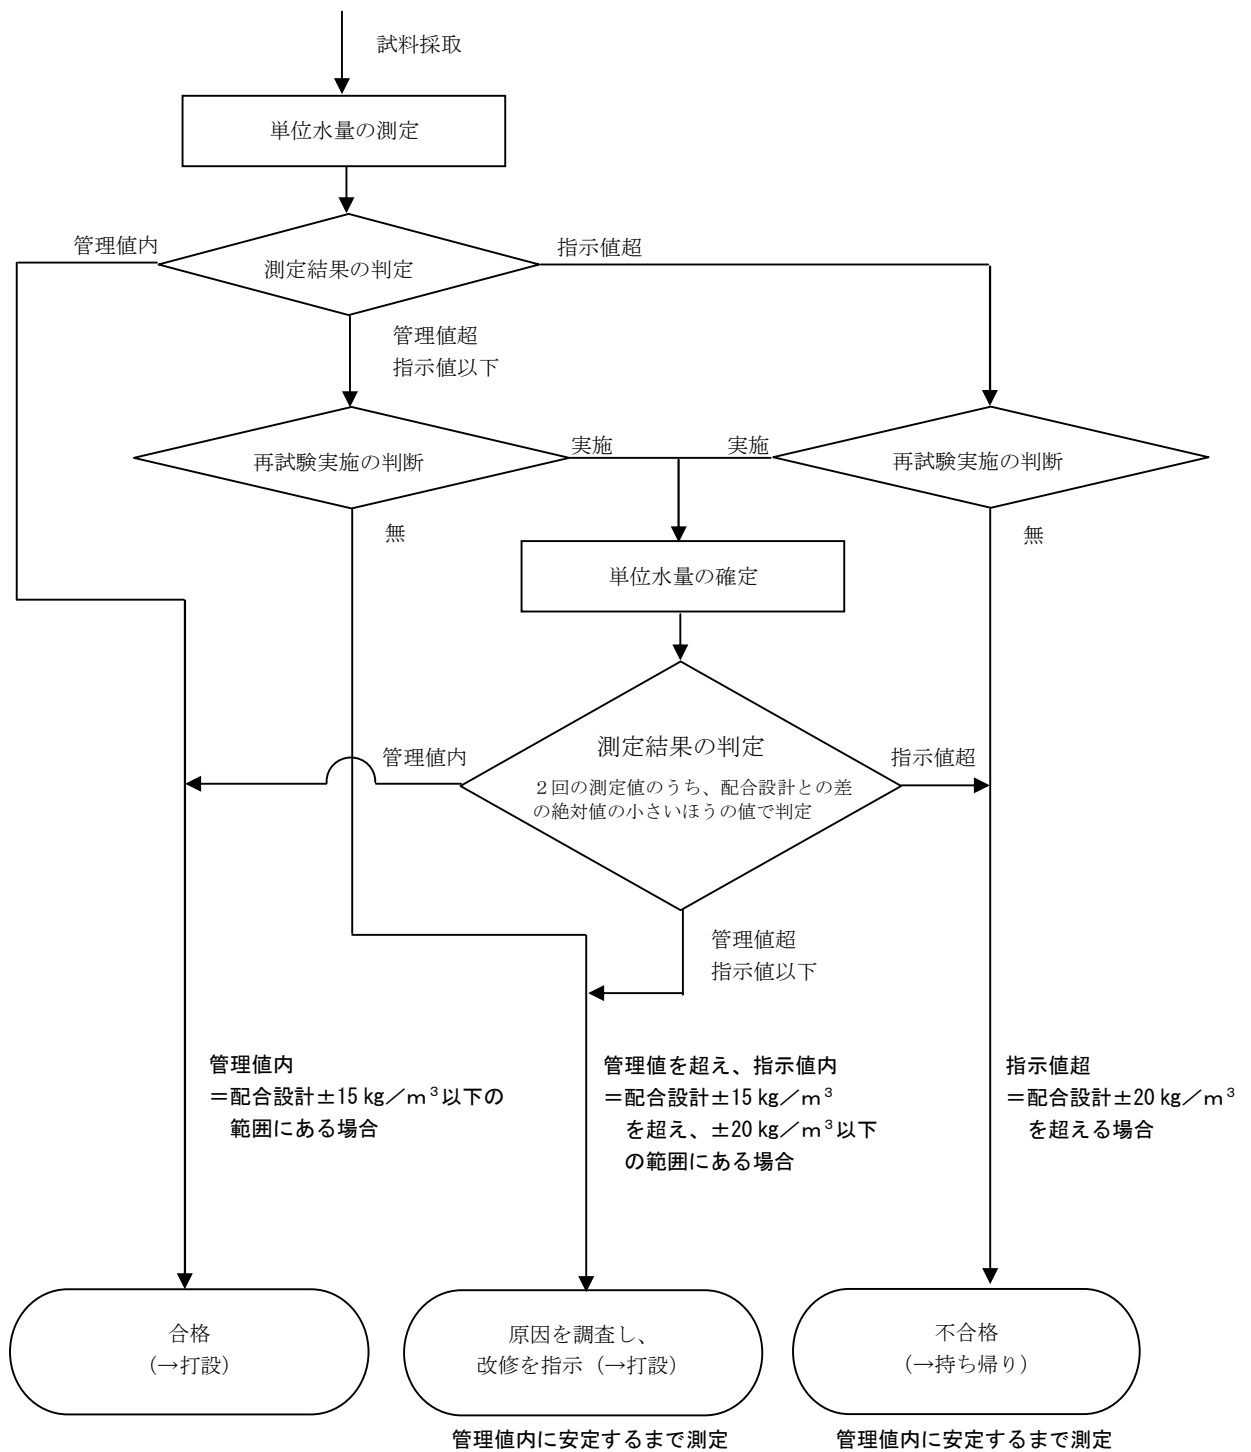 試料採取
単位水量の測定
管理値内
指示値超
測定結果の判定
管理値超
指示値以下
再試験実施の判断
実施
実施
再試験実施の判断
無
無
単位水量の確定
管理値内
測定結果の判定
指示値超
２回の測定値のうち、配合設計との差
の絶対値の小さいほうの値で判定
管理値超
指示値以下
管理値内
＝配合設計±15 kg／ｍ³以下の
範囲にある場合
管理値を超え、指示値内
＝配合設計±15 kg／ｍ³
を超え、±20 kg／ｍ³以下
の範囲にある場合
指示値超
＝配合設計±20 kg／ｍ³
を超える場合
合格
（→打設）
原因を調査し、
改修を指示（→打設）
不合格
（→持ち帰り）
管理値内に安定するまで測定
管理値内に安定するまで測定